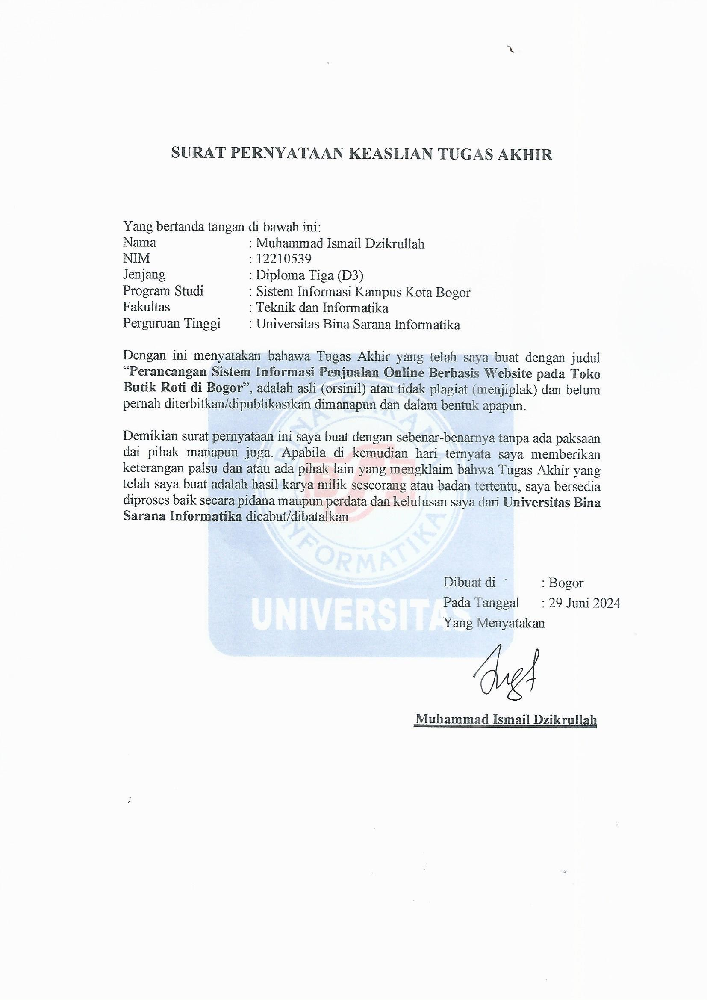 SURAT PERNYATAAN KEASLIAN TUGAS AKHIR
Yang bertanda tangan di bawah ini:
Nama : Muhammad Ismail Dzikrullah
NIM : 12210539
Jenjang : Diploma Tiga (D3)
Program Studi : Sistem Informasi Kampus Kota Bogor
Fakultas : Teknik dan Informatika
Perguruan Tinggi : Universitas Bina Sarana Informatika
Dengan ini menyatakan bahawa Tugas Akhir yang telah saya buat dengan judul
“Perancangan Sistem Informasi Penjualan Online Berbasis Website pada Toko
Butik Roti di Bogor”, adalah asli (orsinil) atau tidak plagiat (menjiplak) dan belum
pernah diterbitkan/dipublikasikan dimanapun dan dalam bentuk apapun.
Demikian surat pernyataan ini saya buat dengan sebenar-benarnya tanpa ada paksaan
dai pihak manapun juga. Apabila di kemudian hari ternyata saya memberikan
keterangan palsu dan atau ada pihak lain yang mengklaim bahwa Tugas Akhir yang
telah saya buat adalah hasil karya milik seseorang atau badan tertentu, saya bersedia
diproses baik secara pidana maupun perdata dan kelulusan saya dari Universitas Bina
Sarana Informatika dicabut/dibatalkan
BINA SARANA
BSI
INFORMATIKA
UNIVERSITAS
Dibuat di : Bogor
Pada Tanggal : 29 Juni 2024
Yang Menyatakan
Muhammad Ismail Dzikrullah